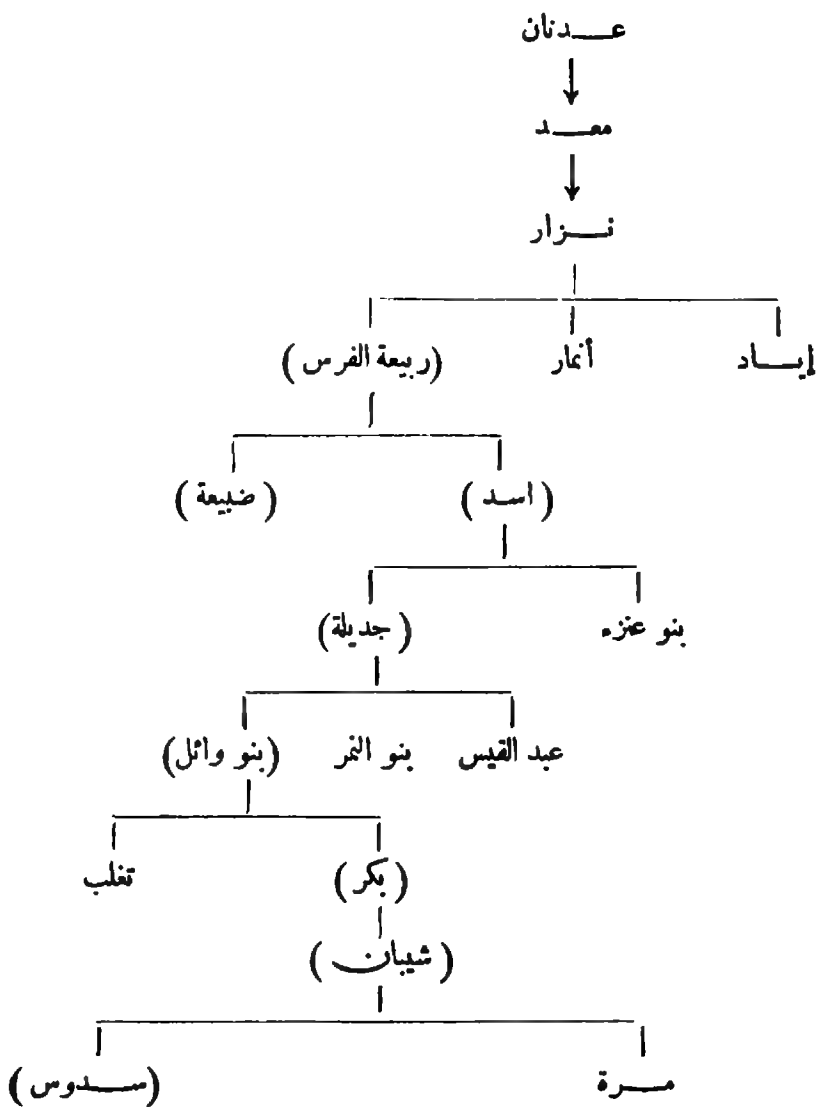 عدنان
معد
نزار
إياد أنمار (ربيعة الفرس)
(اسد) (ضبيعة)
بنو عنزه (جديلة)
عبد القيس بنو النمر (بنو وائل)
(بكر) تغلب
(شيبان)
مرة (سدوس)